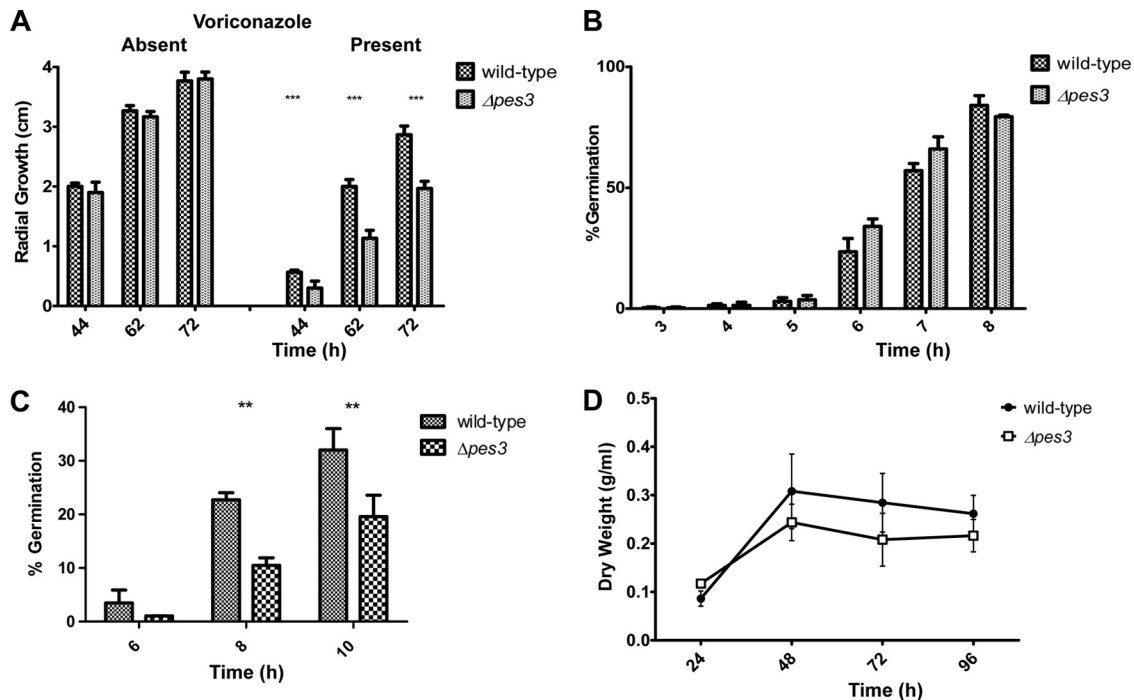 A
Voriconazole
Absent
Present
Radial Growth (cm)
4
3
2
1
0
44
62
72
44
62
72
Time (h)
***
***
***
wild-type
Δpes3
B
%Germination
100
50
0
3
4
5
6
7
8
Time (h)
wild-type
Δpes3
C
% Germination
40
30
20
10
0
6
8
10
Time (h)
**
**
wild-type
Δpes3
D
Dry Weight (g/ml)
0.5
0.4
0.3
0.2
0.1
0.0
24
48
72
96
Time (h)
wild-type
Δpes3